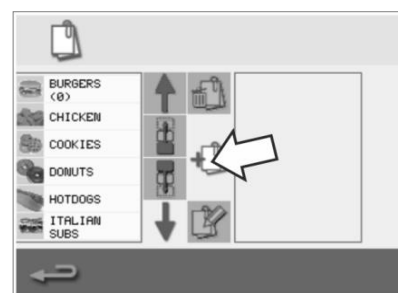 BURGERS
(0)
CHICKEN
COOKIES
DONUTS
HOTDOGS
ITALIAN
SUBS